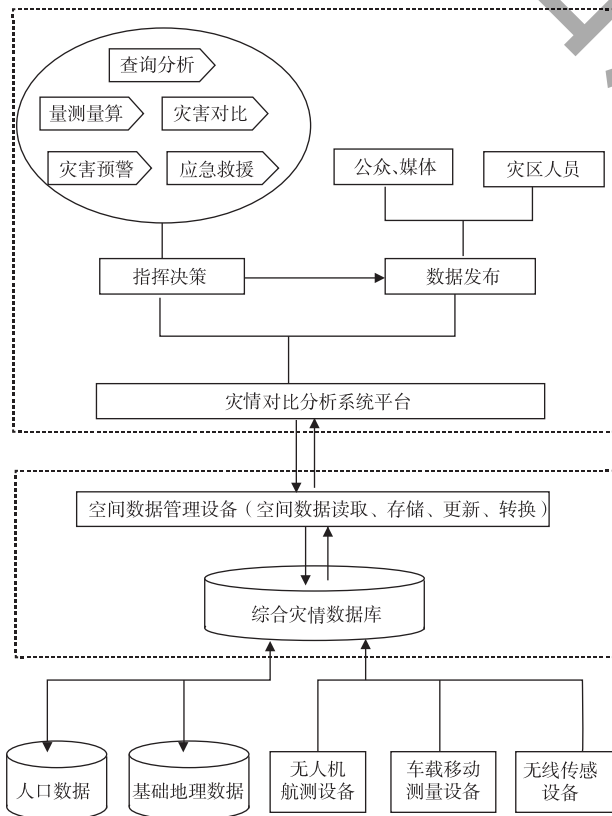 查询分析
量测量算
灾害对比
灾害预警
应急救援
公众、媒体
灾区人员
指挥决策
数据发布
灾情对比分析系统平台
空间数据管理设备（空间数据读取、存储、更新、转换）
综合灾情数据库
人口数据
基础地理数据
无人机
航测设备
车载移动
测量设备
无线传感
设备